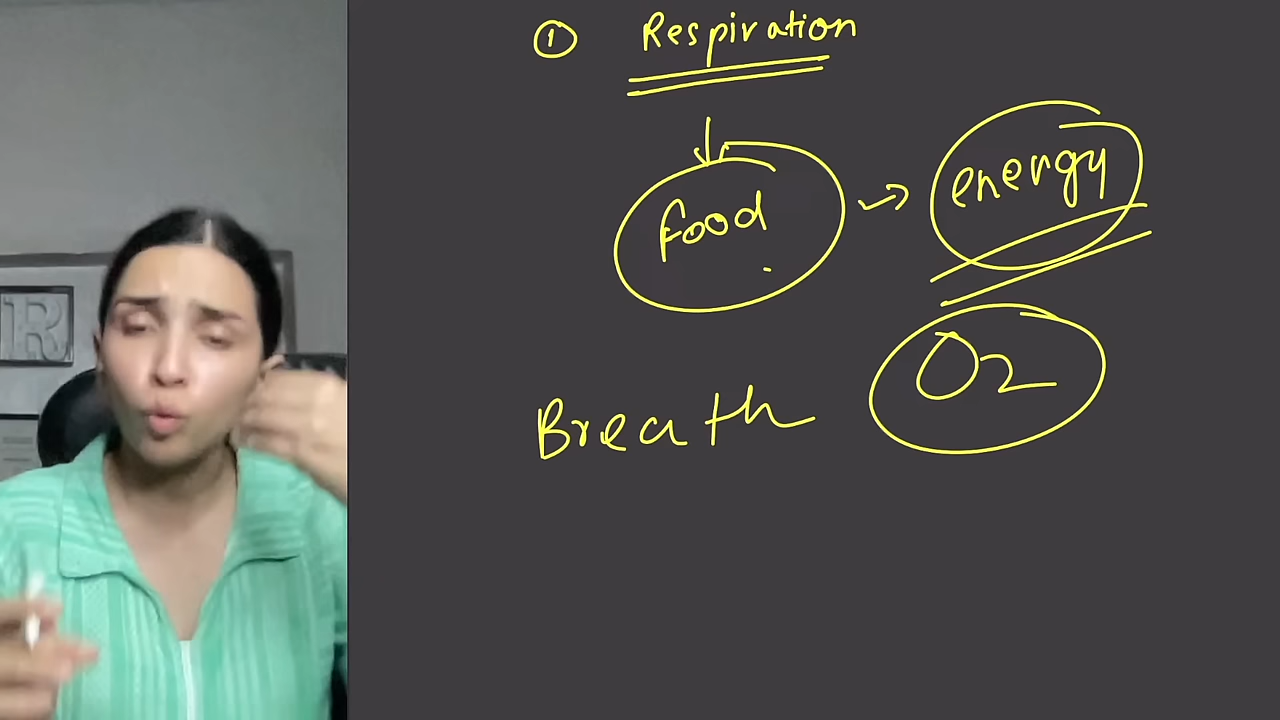 ① Respiration
↓
food → energy
O2
Breath
R